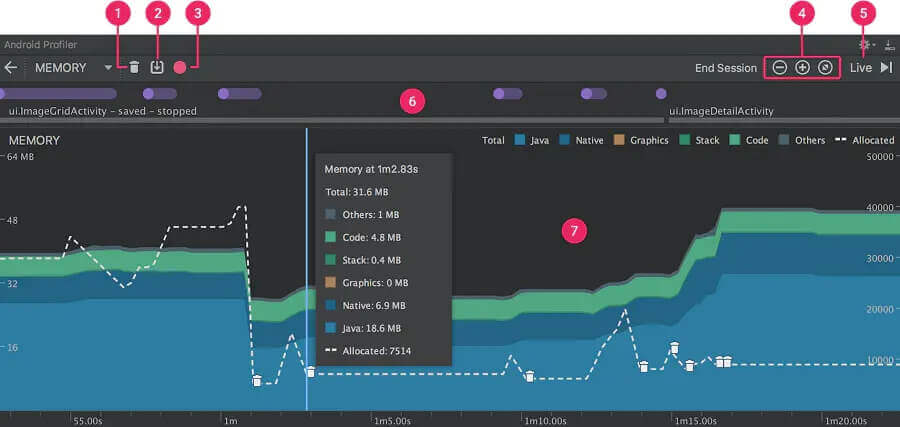 1 2 3 4 5
Android Profiler
MEMORY End Session Live
6
ui.ImageGridActivity – saved – stopped ui.ImageDetailActivity
MEMORY Total Java Native Graphics Stack Code Others Allocated
64 MB 50000
Memory at 1m2.83s
Total: 31.6 MB
Others: 1 MB
Code: 4.8 MB
Stack: 0.4 MB
Graphics: 0 MB
Native: 6.9 MB
Java: 18.6 MB
Allocated: 7514
48 40000
7
32 30000
20000
16 10000
55.00s 1m 1m5.00s 1m10.00s 1m15.00s 1m20.00s